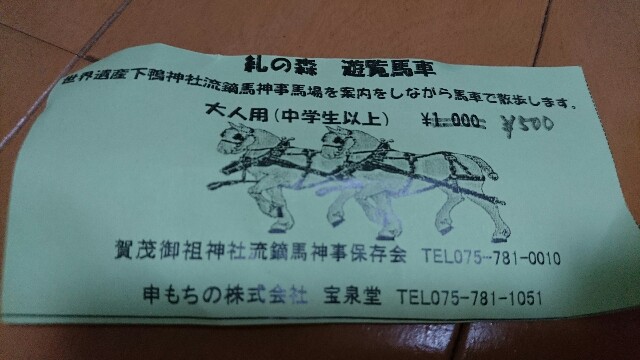 糺の森 遊覧馬車
世界遺産下鴨神社流鏑馬神事馬場を案内をしながら馬車で散歩します。
大人用(中学生以上) ¥1,000 ¥500
賀茂御祖神社流鏑馬神事保存会 TEL075-781-0010
申もちの株式会社 宝泉堂 TEL075-781-1051